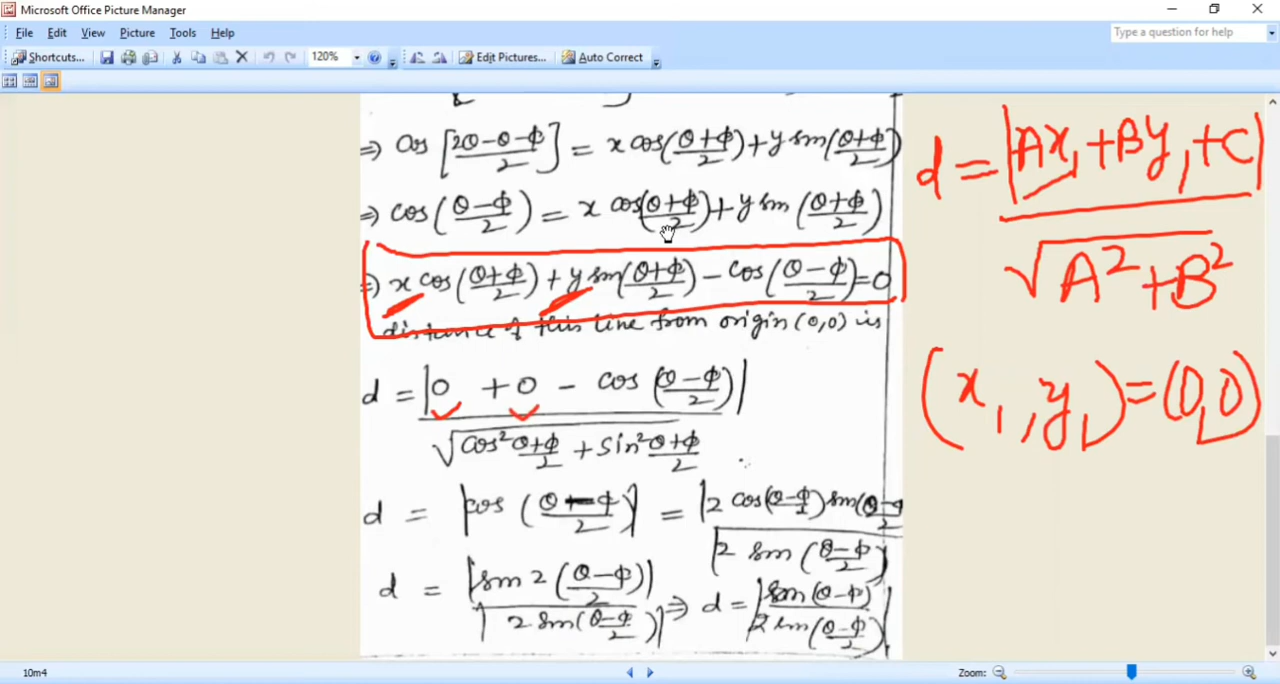 Microsoft Office Picture Manager
File Edit View Picture Tools Help
Type a question for help
Shortcuts... 120% Edit Pictures... Auto Correct
⇒ cos [(2θ-θ-φ)/2] = x cos((θ+φ)/2) + y sin((θ+φ)/2)
⇒ cos((θ-φ)/2) = x cos((θ+φ)/2) + y sin((θ+φ)/2)
⇒ x cos((θ+φ)/2) + y sin((θ+φ)/2) - cos((θ-φ)/2) = 0
distance of this line from origin (0,0) is
d = |0 + 0 - cos((θ-φ)/2)| / √(cos² (θ+φ)/2 + sin² (θ+φ)/2)
d = |cos((θ-φ)/2)| = |2 cos((θ-φ)/2) sin((θ-φ)/2| / |2 sin((θ-φ)/2)|
d = |sin 2((θ-φ)/2)| / |2 sin((θ-φ)/2)| ⇒ d = |sin(θ-φ) / 2 sin((θ-φ)/2)|
d = |Ax₁ + By₁ + C| / √(A² + B²)
(x₁, y₁) = (0,0)
10m4
Zoom: